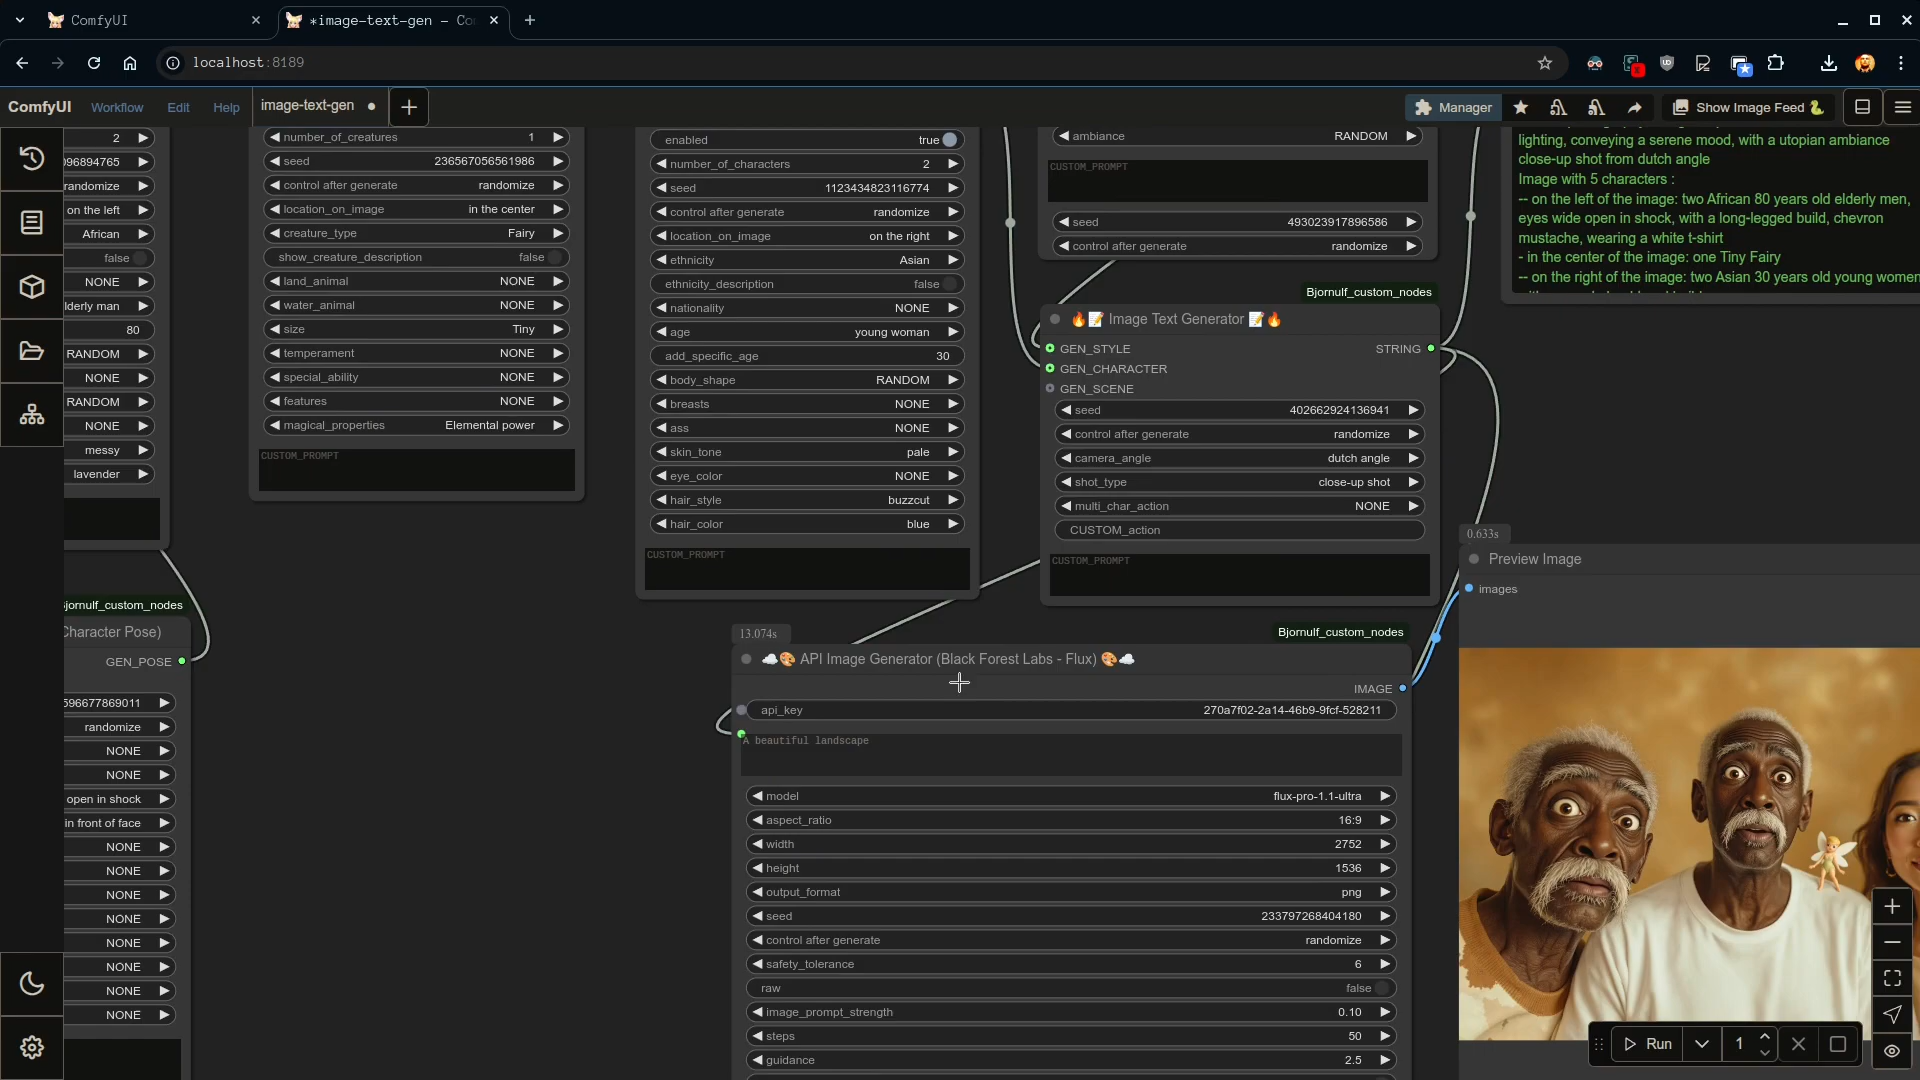 ComfyUI
*image-text-gen - Co
localhost:8189
ComfyUI
Workflow
Edit
Help
image-text-gen
Manager
Show Image Feed
2
096894765
randomize
on the left
African
false
NONE
lderly man
80
RANDOM
NONE
RANDOM
NONE
messy
lavender
Bjornulf_custom_nodes
Character Pose)
GEN_POSE
596677869011
randomize
NONE
NONE
open in shock
in front of face
NONE
NONE
NONE
NONE
NONE
NONE
NONE
NONE
number_of_creatures 1
seed 236567056561986
control after generate randomize
location_on_image in the center
creature_type Fairy
show_creature_description false
land_animal NONE
water_animal NONE
size Tiny
temperament NONE
special_ability NONE
features NONE
magical_properties Elemental power
CUSTOM_PROMPT
enabled true
number_of_characters 2
seed 1123434823116774
control after generate randomize
location_on_image on the right
ethnicity Asian
ethnicity_description false
nationality NONE
age young woman
add_specific_age 30
body_shape RANDOM
breasts NONE
ass NONE
skin_tone pale
eye_color NONE
hair_style buzzcut
hair_color blue
CUSTOM_PROMPT
ambiance RANDOM
CUSTOM_PROMPT
seed 493023917896586
control after generate randomize
Bjornulf_custom_nodes
Image Text Generator
GEN_STYLE STRING
GEN_CHARACTER
GEN_SCENE
seed 402662924136941
control after generate randomize
camera_angle dutch angle
shot_type close-up shot
multi_char_action NONE
CUSTOM_action
CUSTOM_PROMPT
lighting, conveying a serene mood, with a utopian ambiance
close-up shot from dutch angle
Image with 5 characters :
-- on the left of the image: two African 80 years old elderly men,
eyes wide open in shock, with a long-legged build, chevron
mustache, wearing a white t-shirt
- in the center of the image: one Tiny Fairy
-- on the right of the image: two Asian 30 years old young women
13.074s
Bjornulf_custom_nodes
API Image Generator (Black Forest Labs - Flux)
IMAGE
api_key 270a7f02-2a14-46b9-9fcf-528211
A beautiful landscape
model flux-pro-1.1-ultra
aspect_ratio 16:9
width 2752
height 1536
output_format png
seed 233797268404180
control after generate randomize
safety_tolerance 6
raw false
image_prompt_strength 0.10
steps 50
guidance 2.5
0.633s
Preview Image
images
Run
1